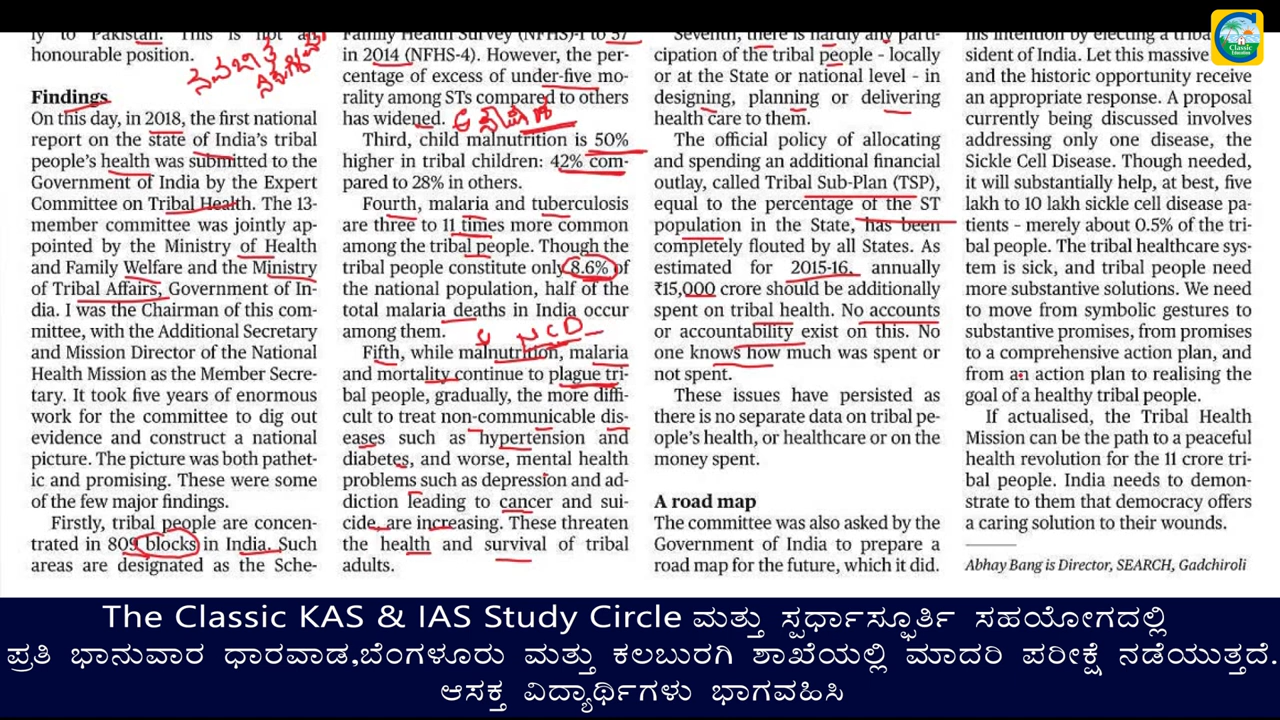 ly to Pakistan. This is not an
honourable position.
Findings
On this day, in 2018, the first national
report on the state of India's tribal
people's health was submitted to the
Government of India by the Expert
Committee on Tribal Health. The 13-
member committee was jointly ap-
pointed by the Ministry of Health
and Family Welfare and the Ministry
of Tribal Affairs, Government of In-
dia. I was the Chairman of this com-
mittee, with the Additional Secretary
and Mission Director of the National
Health Mission as the Member Secre-
tary. It took five years of enormous
work for the committee to dig out
evidence and construct a national
picture. The picture was both pathet-
ic and promising. These were some
of the few major findings.
Firstly, tribal people are concen-
trated in 809 blocks in India. Such
areas are designated as the Sche-
Family Health Survey (NFHS)-1 to 57
in 2014 (NFHS-4). However, the per-
centage of excess of under-five mo-
rality among STs compared to others
has widened.
Third, child malnutrition is 50%
higher in tribal children: 42% com-
pared to 28% in others.
Fourth, malaria and tuberculosis
are three to 11 times more common
among the tribal people. Though the
tribal people constitute only 8.6% of
the national population, half of the
total malaria deaths in India occur
among them.
NCD
Fifth, while malnutrition, malaria
and mortality continue to plague tri-
bal people, gradually, the more diffi-
cult to treat non-communicable dis-
eases such as hypertension and
diabetes, and worse, mental health
problems such as depression and ad-
diction leading to cancer and sui-
cide, are increasing. These threaten
the health and survival of tribal
adults.
Seventh, there is hardly any parti-
cipation of the tribal people - locally
or at the State or national level - in
designing, planning or delivering
health care to them.
The official policy of allocating
and spending an additional financial
outlay, called Tribal Sub-Plan (TSP),
equal to the percentage of the ST
population in the State, has been
completely flouted by all States. As
estimated for 2015-16, annually
₹15,000 crore should be additionally
spent on tribal health. No accounts
or accountability exist on this. No
one knows how much was spent or
not spent.
These issues have persisted as
there is no separate data on tribal pe-
ople's health, or healthcare or on the
money spent.
A road map
The committee was also asked by the
Government of India to prepare a
road map for the future, which it did.
his intention by electing a tribal
sident of India. Let this massive
and the historic opportunity receive
an appropriate response. A proposal
currently being discussed involves
addressing only one disease, the
Sickle Cell Disease. Though needed,
it will substantially help, at best, five
lakh to 10 lakh sickle cell disease pa-
tients - merely about 0.5% of the tri-
bal people. The tribal healthcare sys-
tem is sick, and tribal people need
more substantive solutions. We need
to move from symbolic gestures to
substantive promises, from promises
to a comprehensive action plan, and
from an action plan to realising the
goal of a healthy tribal people.
If actualised, the Tribal Health
Mission can be the path to a peaceful
health revolution for the 11 crore tri-
bal people. India needs to demon-
strate to them that democracy offers
a caring solution to their wounds.
Abhay Bang is Director, SEARCH, Gadchiroli
Classic
Education
The Classic KAS & IAS Study Circle ಮತ್ತು ಸ್ಪರ್ಧಾಸ್ಫೂರ್ತಿ ಸಹಯೋಗದಲ್ಲಿ
ಪ್ರತಿ ಭಾನುವಾರ ಧಾರವಾಡ,ಬೆಂಗಳೂರು ಮತ್ತು ಕಲಬುರಗಿ ಶಾಖೆಯಲ್ಲಿ ಮಾದರಿ ಪರೀಕ್ಷೆ ನಡೆಯುತ್ತದೆ.
ಆಸಕ್ತ ವಿದ್ಯಾರ್ಥಿಗಳು ಭಾಗವಹಿಸಿ